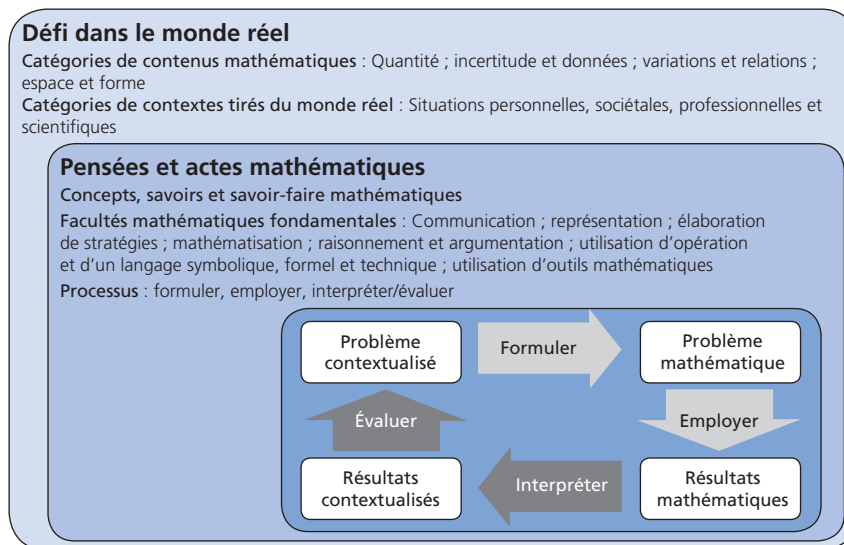 Défi dans le monde réel
Catégories de contenus mathématiques : Quantité ; incertitude et données ; variations et relations ;
espace et forme
Catégories de contextes tirés du monde réel : Situations personnelles, sociétales, professionnelles et
scientifiques
Pensées et actes mathématiques
Concepts, savoirs et savoir-faire mathématiques
Facultés mathématiques fondamentales : Communication ; représentation ; élaboration
de stratégies ; mathématisation ; raisonnement et argumentation ; utilisation d’opération
et d’un langage symbolique, formel et technique ; utilisation d’outils mathématiques
Processus : formuler, employer, interpréter/évaluer
Problème
contextualisé
Formuler
Problème
mathématique
Évaluer
Employer
Résultats
contextualisés
Interpréter
Résultats
mathématiques